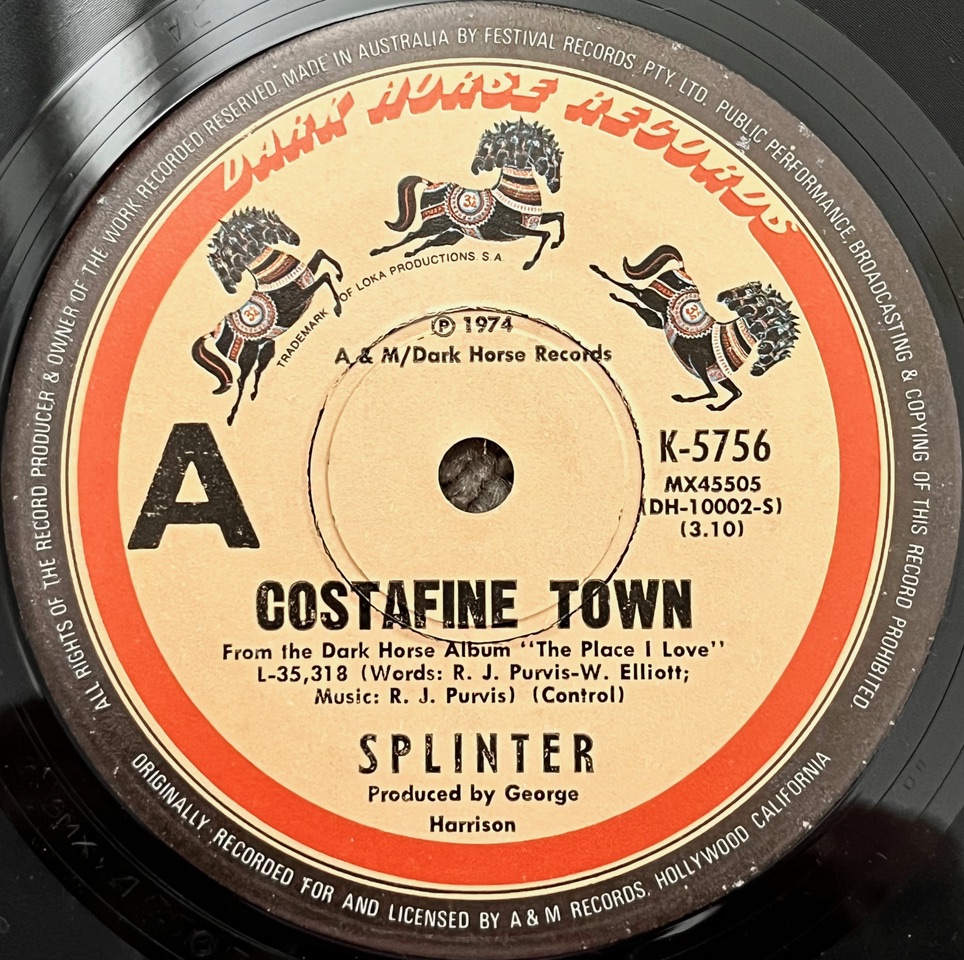 ALL RIGHTS OF THE RECORD PRODUCER & OWNER OF THE WORK RECORDED RESERVED. MADE IN AUSTRALIA BY FESTIVAL RECORDS PTY. LTD. PUBLIC PERFORMANCE, BROADCASTING & COPYING OF THIS RECORD PROHIBITED.
DARK HORSE RECORDS
TRADEMARK OF LOKA PRODUCTIONS. S.A.
Ⓟ 1974
A & M/Dark Horse Records
A
K-5756
MX45505
(DH-10002-S)
(3.10)
COSTAFINE TOWN
From the Dark Horse Album "The Place I Love"
L-35,318 (Words: R. J. Purvis-W. Elliott;
Music: R. J. Purvis) (Control)
SPLINTER
Produced by George
Harrison
ORIGINALLY RECORDED FOR AND LICENSED BY A & M RECORDS, HOLLYWOOD CALIFORNIA